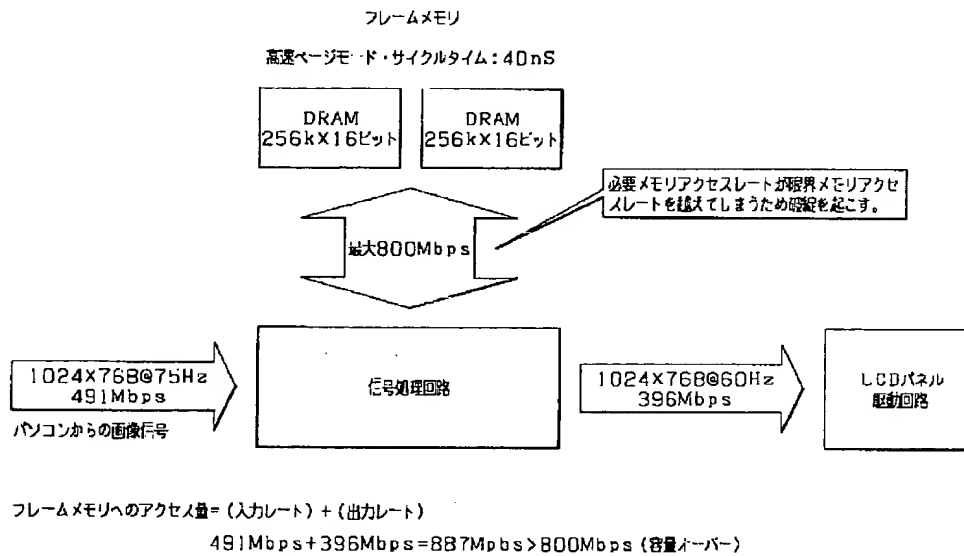 フレームメモリ
高速ページモード・サイクルタイム：40nS
DRAM
256k×16ビット
DRAM
256k×16ビット
必要メモリアクセスレートが限界メモリアクセ
スレートを越えてしまうため破綻を起こす。
最大800Mbps
1024×768@75Hz
491Mbps
パソコンからの画像信号
信号処理回路
1024×768@60Hz
396Mbps
LCDパネル
駆動回路
フレームメモリへのアクセス量＝（入力レート）＋（出力レート）
491Mbps+396Mbps=887Mpbs>800Mbps（容量オーバー）